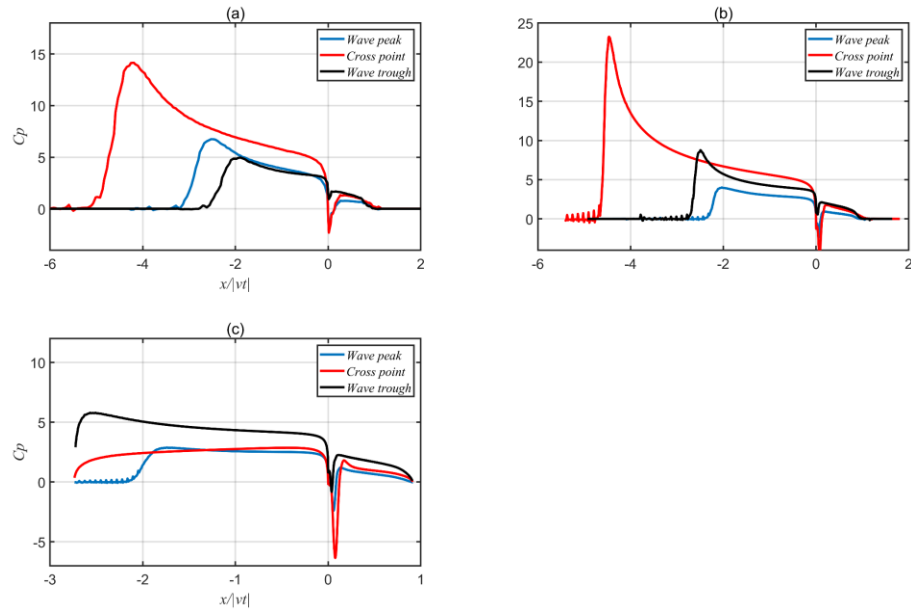 (a)
15
10
5
0
Cp
-6
-4
-2
0
2
x/|vt|
Wave peak
Cross point
Wave trough
(b)
25
20
15
10
5
0
-6
-4
-2
0
2
Wave peak
Cross point
Wave trough
(c)
10
5
0
-5
Cp
-3
-2
-1
0
1
x/|vt|
Wave peak
Cross point
Wave trough